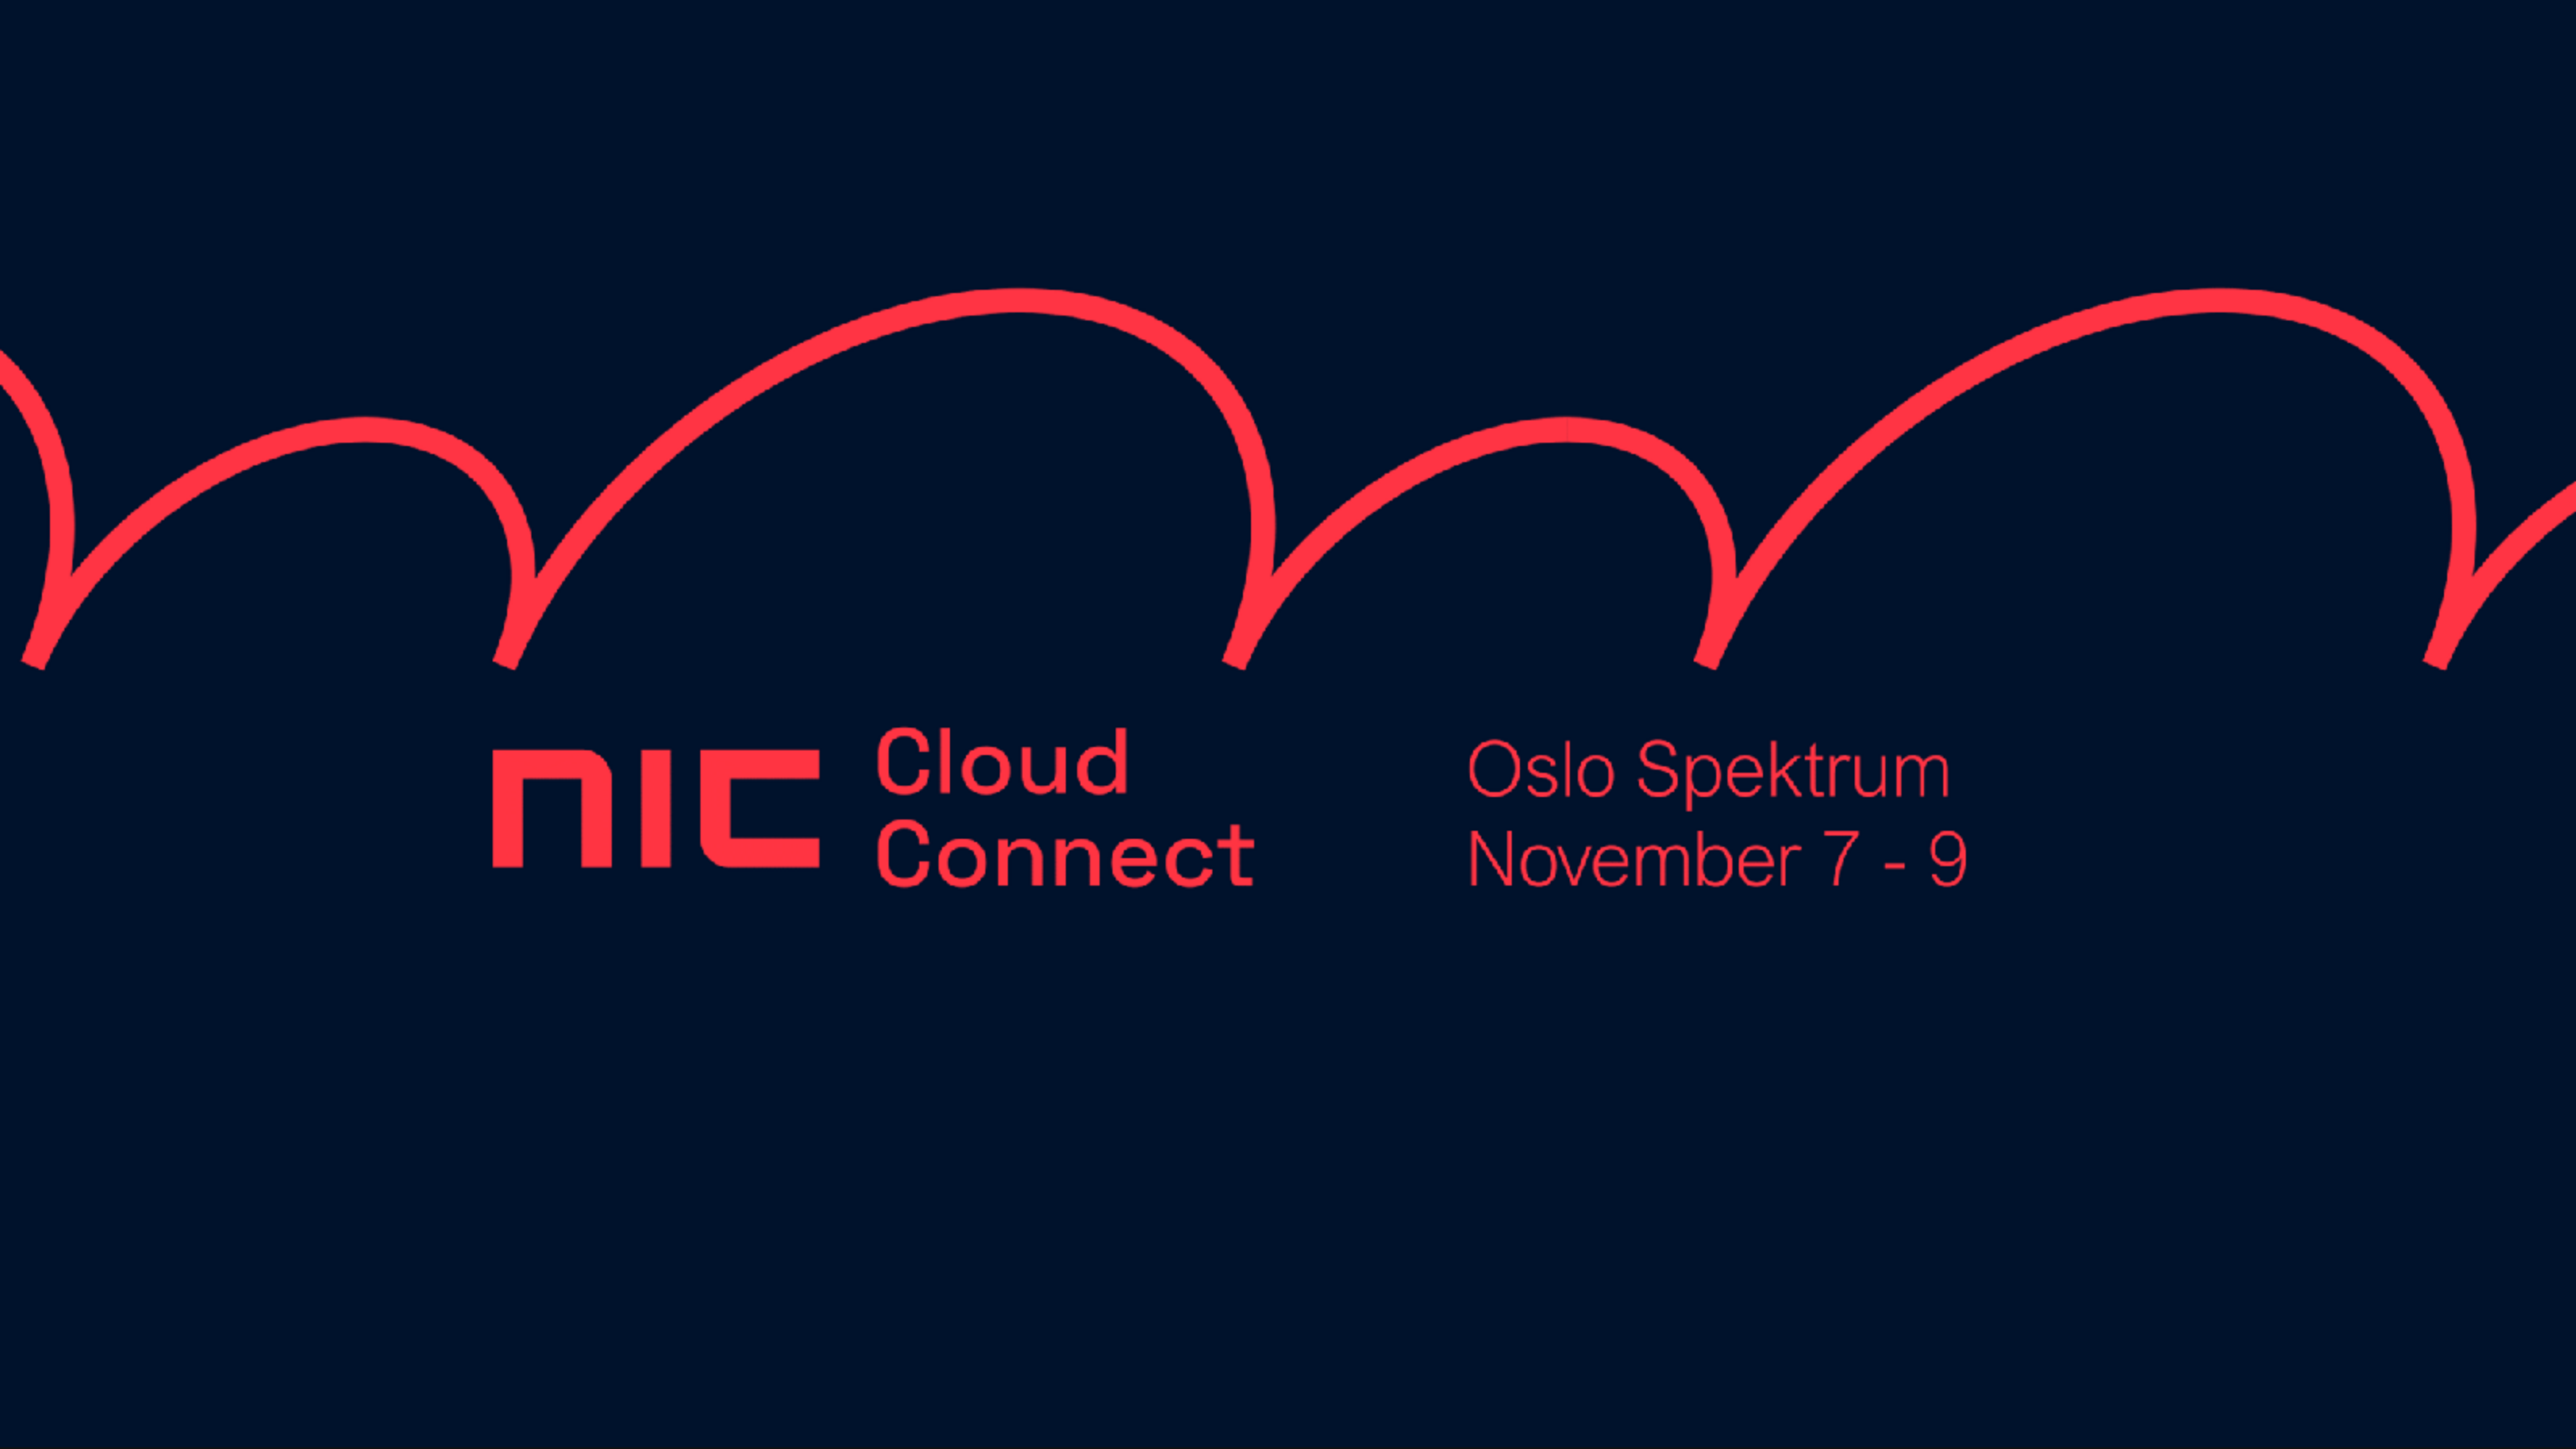 nic
Cloud
Connect
Oslo Spektrum
November 7 - 9